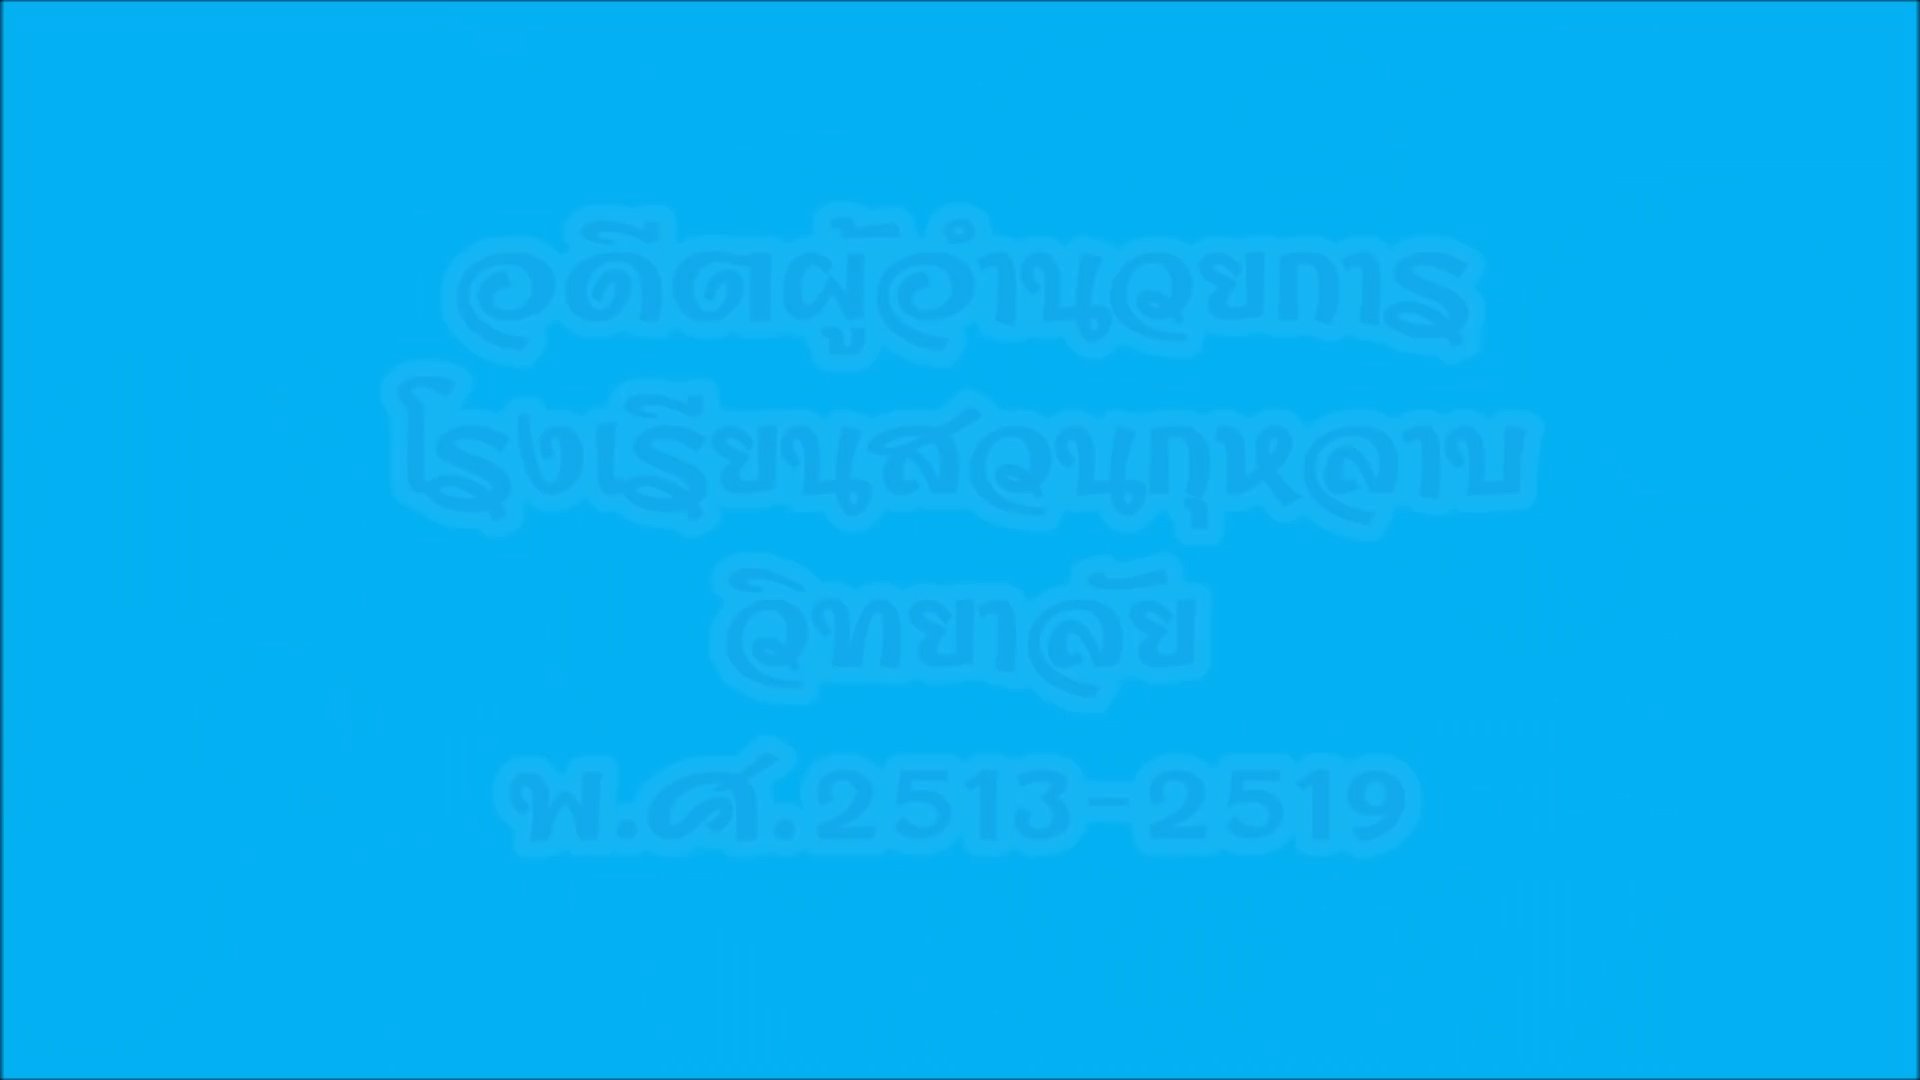 อดีตผู้อำนวยการ
โรงเรียนสวนกุหลาบ
วิทยาลัย
พ.ศ.2513-2519